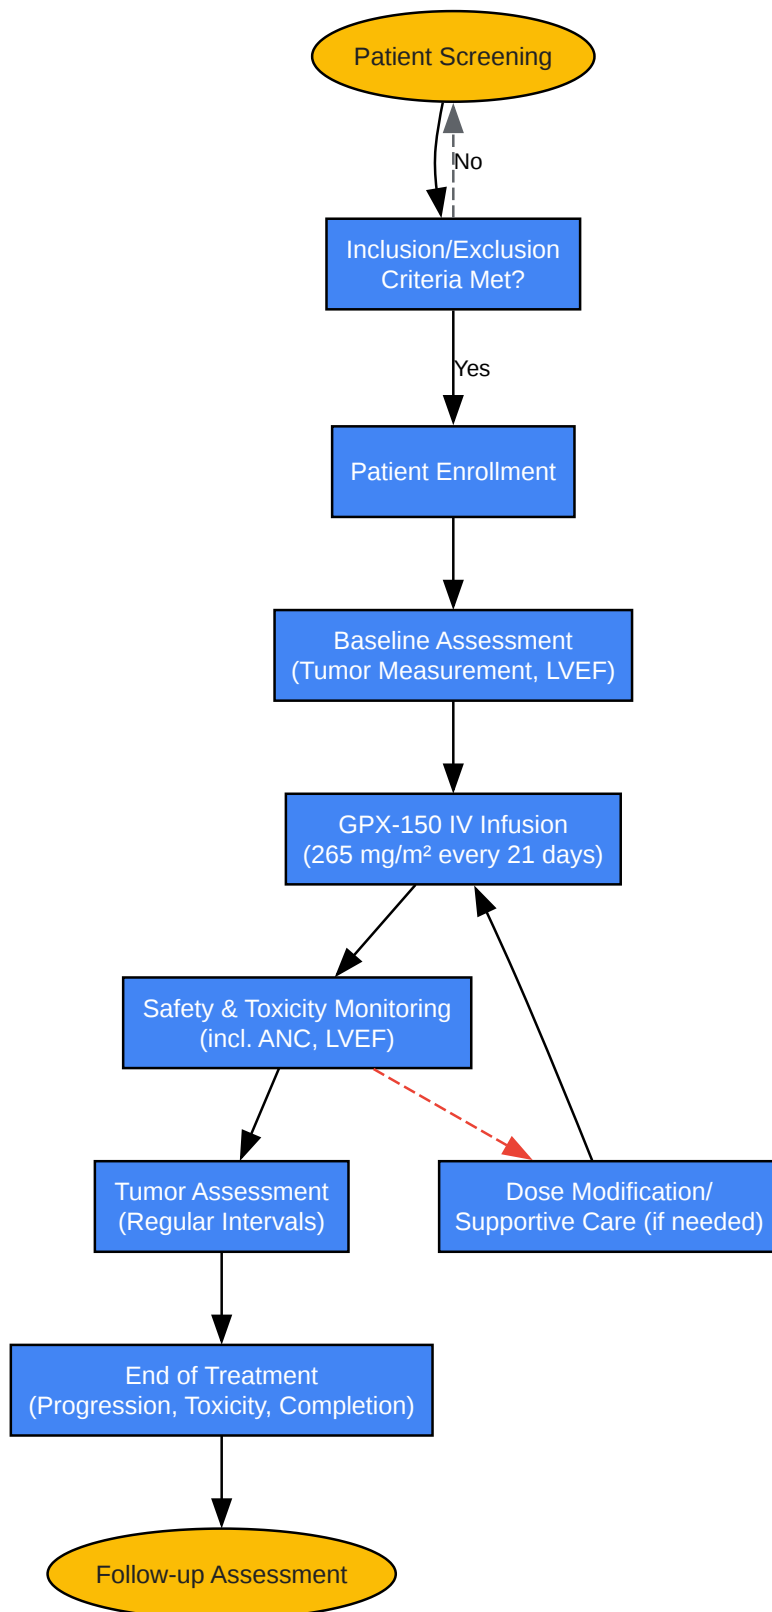 Patient Screening
No
Inclusion/Exclusion
Criteria Met?
Yes
Patient Enrollment
Baseline Assessment
(Tumor Measurement, LVEF)
GPX-150 IV Infusion
(265 mg/m² every 21 days)
Safety & Toxicity Monitoring
(incl. ANC, LVEF)
Tumor Assessment
(Regular Intervals)
Dose Modification/
Supportive Care (if needed)
End of Treatment
(Progression, Toxicity, Completion)
Follow-up Assessment